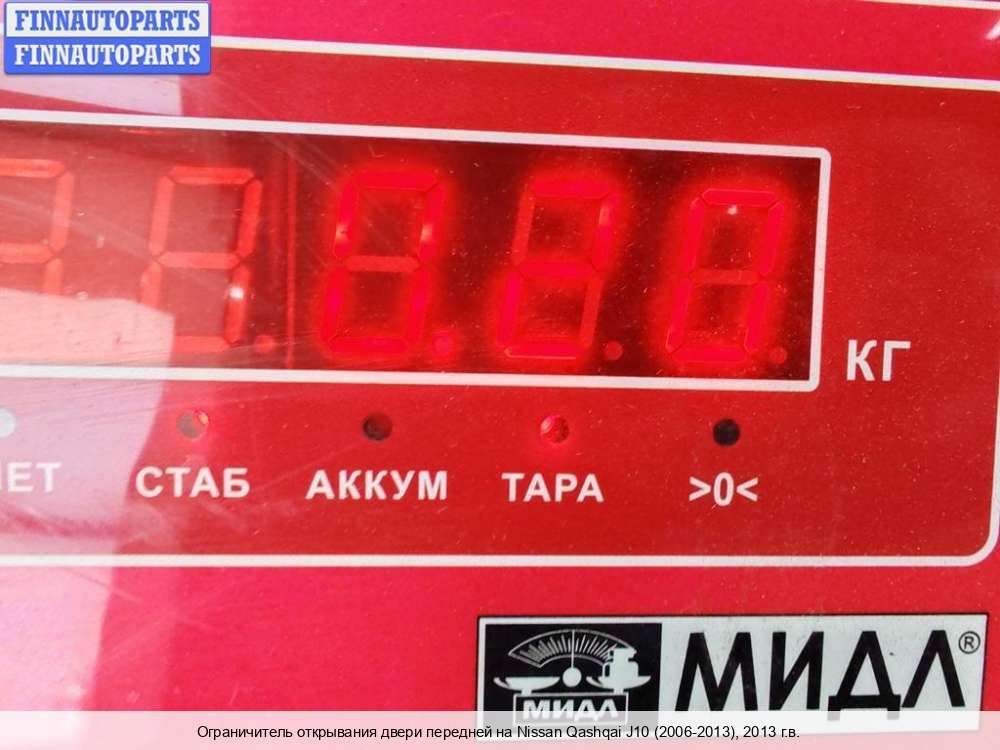 FINNAUTOPARTS
FINNAUTOPARTS
0.20
КГ
СТАБ АККУМ ТАРА >0<
МИДЛ МИДЛ®
Ограничитель открывания двери передней на Nissan Qashqai J10 (2006-2013), 2013 г.в.